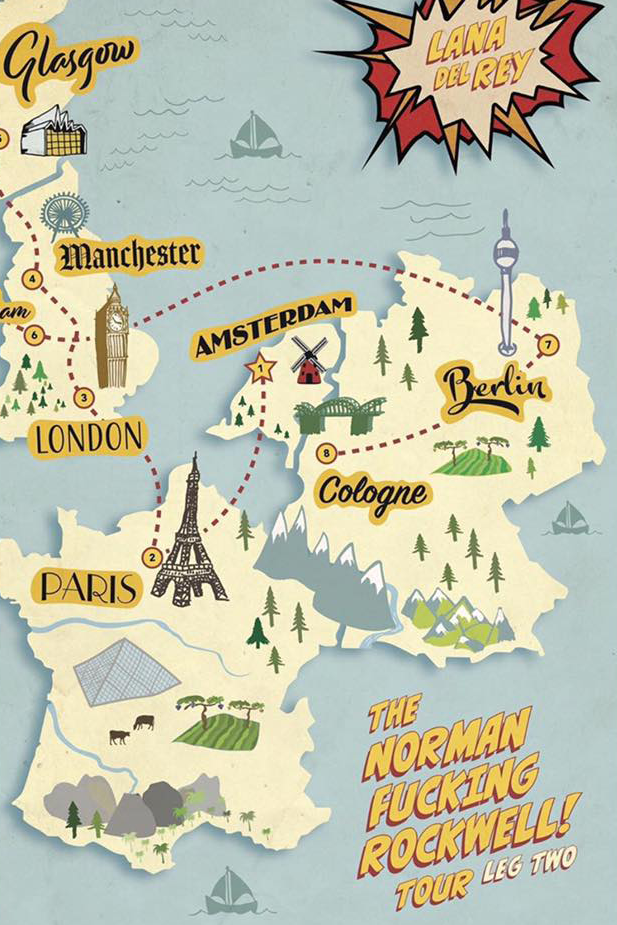 Glasgow
LANA
DEL REY
5
Manchester
4
am
6
AMSTERDAM
1
7
3
Berlin
LONDON
8
Cologne
2
PARIS
THE
NORMAN
FUCKING
ROCKWELL!
TOUR LEG TWO